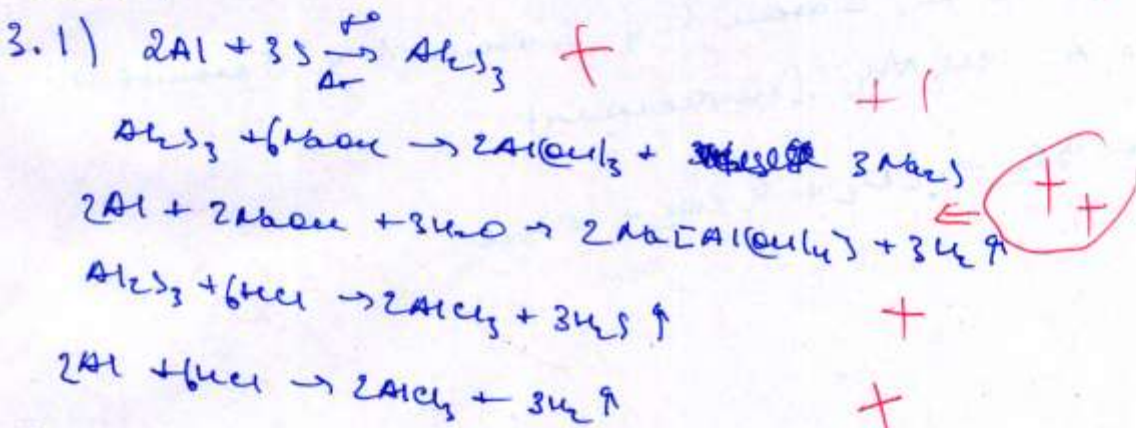 3.1) 2Al + 3S →(t°, Ar) Al₂S₃ +
Al₂S₃ + 6NaOH → 2Al(OH)₃ + 3Na₂S +1
2Al + 2NaOH + 3H₂O → 2Na[Al(OH)₄] + 3H₂↑ ← ++
Al₂S₃ + 6HCl → 2AlCl₃ + 3H₂S↑ +
2Al + 6HCl → 2AlCl₃ + 3H₂↑ +